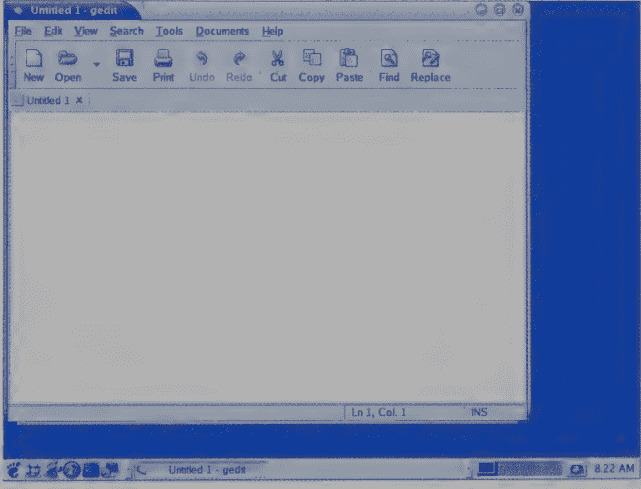 Untitled 1 - gedit
File Edit View Search Tools Documents Help
New Open Save Print Undo Redo Cut Copy Paste Find Replace
Untitled 1 x
Ln 1, Col. 1 INS
Untitled 1 - gedit 8:22 AM